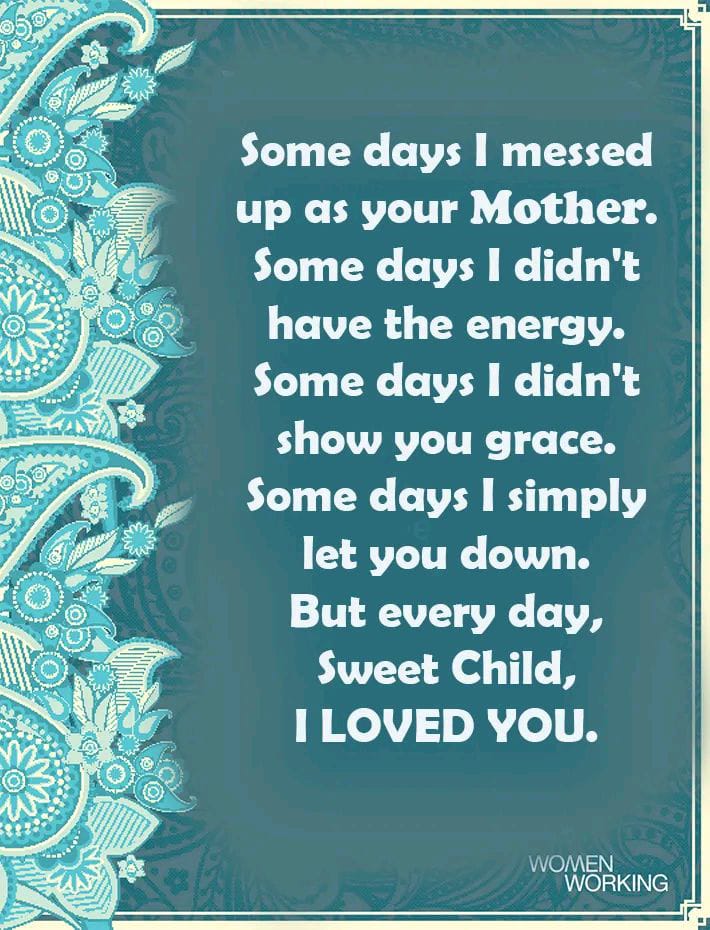 Some days I messed
up as your Mother.
Some days I didn't
have the energy.
Some days I didn't
show you grace.
Some days I simply
let you down.
But every day,
Sweet Child,
I LOVED YOU.
WOMEN
WORKING